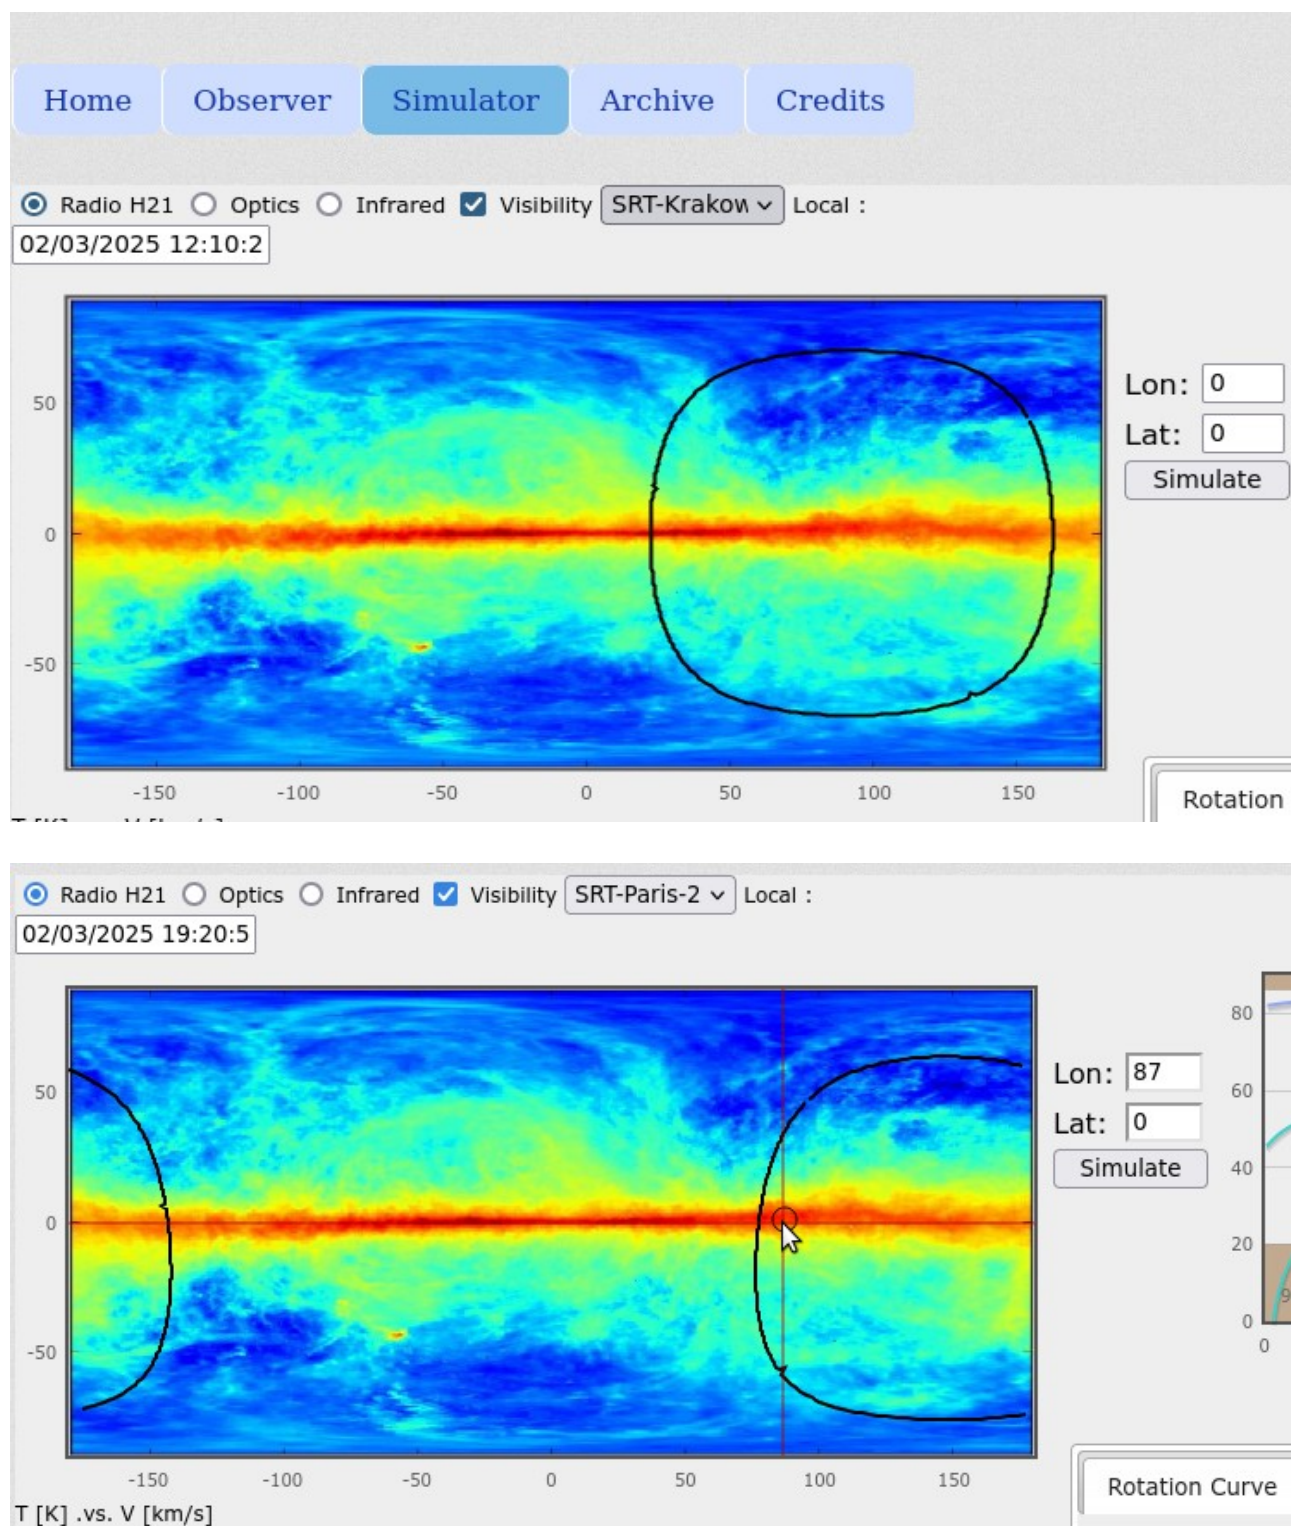 Home Observer Simulator Archive Credits
Radio H21 Optics Infrared Visibility SRT-Krakow Local :
02/03/2025 12:10:2
50
0
-50
-150 -100 -50 0 50 100 150
Lon: 0
Lat: 0
Simulate
Rotation
Radio H21 Optics Infrared Visibility SRT-Paris-2 Local :
02/03/2025 19:20:5
50
0
-50
-150 -100 -50 0 50 100 150
T [K] .vs. V [km/s]
Lon: 87
Lat: 0
Simulate
80
60
40
20
0
9
0
Rotation Curve